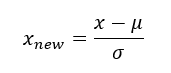 x_new = (x − μ) / σ